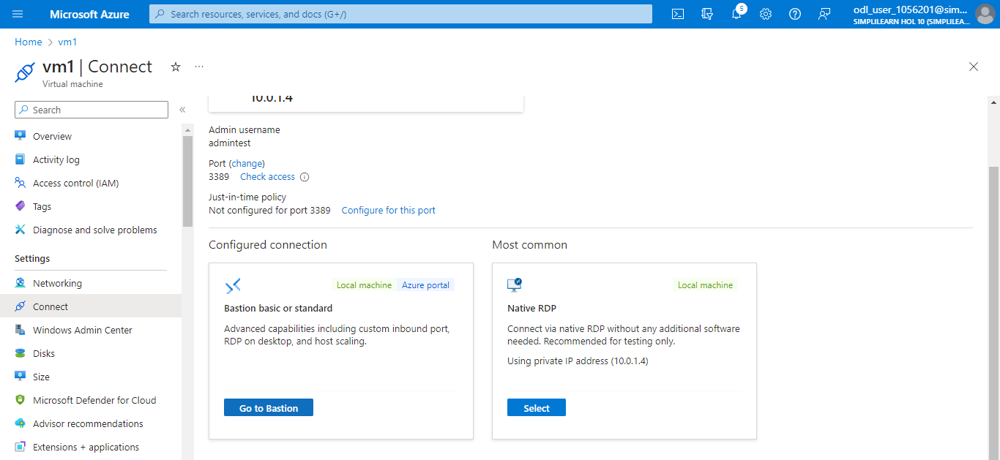 Microsoft Azure
Search resources, services, and docs (G+/)
5
odl_user_1056201@sim...
SIMPLILEARN HOL 10 (SIMPLILEA...
Home > vm1
vm1 | Connect
Virtual machine
Search
Overview
Activity log
Access control (IAM)
Tags
Diagnose and solve problems
Settings
Networking
Connect
Windows Admin Center
Disks
Size
Microsoft Defender for Cloud
Advisor recommendations
Extensions + applications
10.0.1.4
Admin username
admintest
Port (change)
3389 Check access
Just-in-time policy
Not configured for port 3389 Configure for this port
Configured connection
Local machine Azure portal
Bastion basic or standard
Advanced capabilities including custom inbound port,
RDP on desktop, and host scaling.
Go to Bastion
Most common
Local machine
Native RDP
Connect via native RDP without any additional software
needed. Recommended for testing only.
Using private IP address (10.0.1.4)
Select